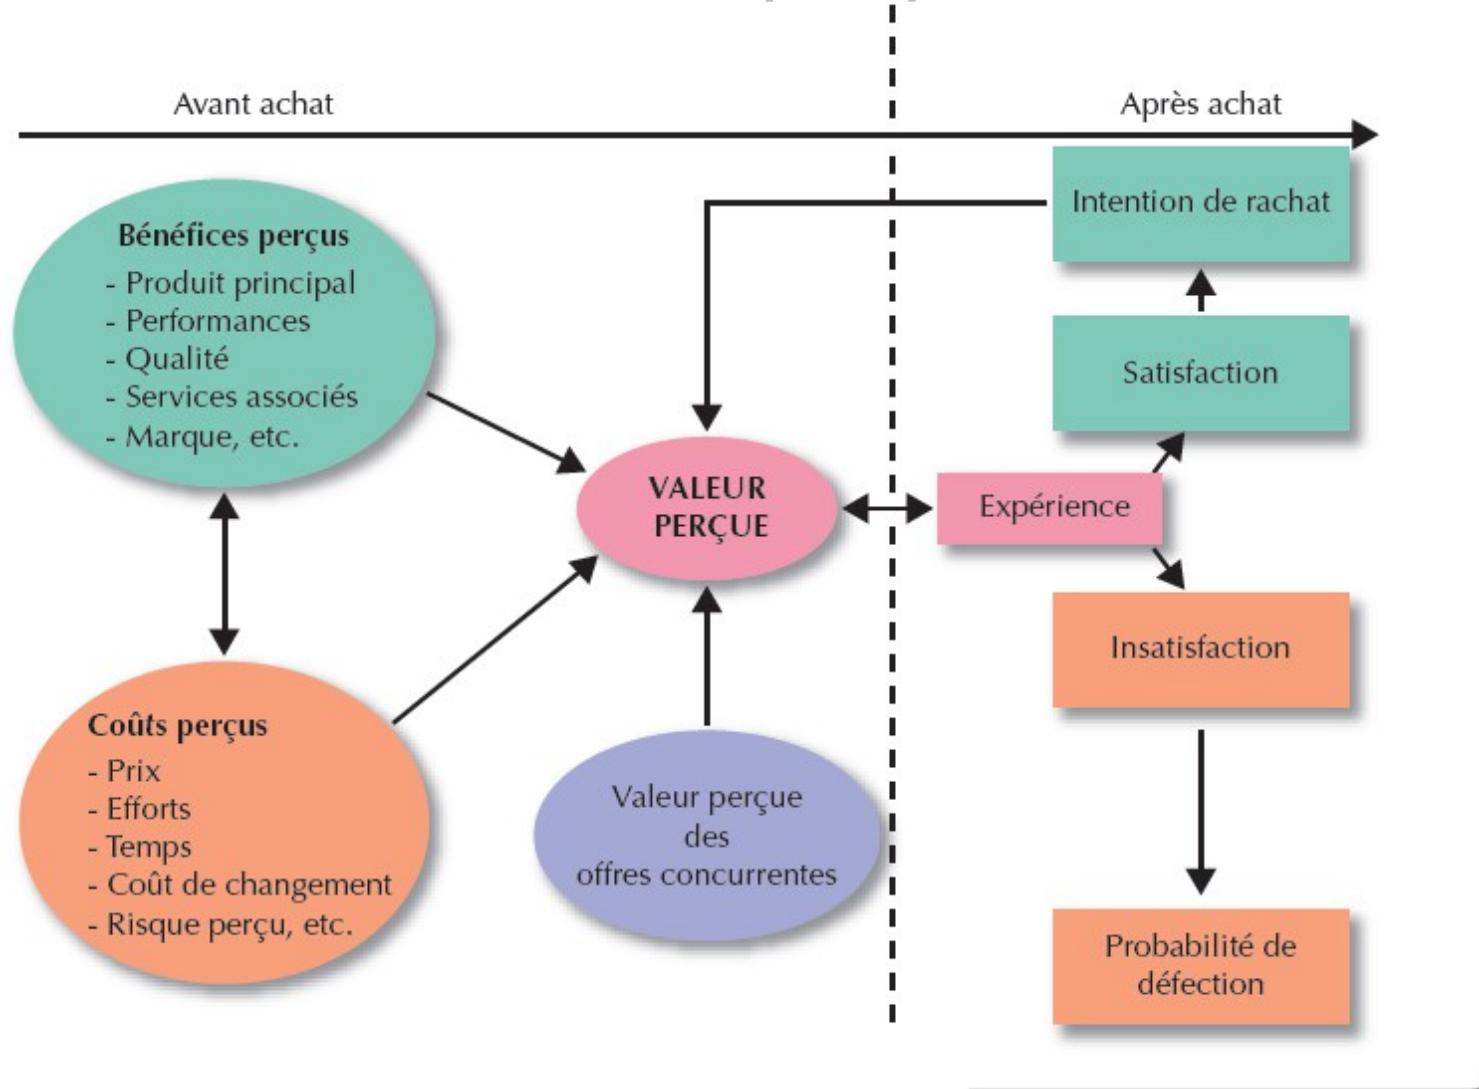 Avant achat
Après achat
Bénéfices perçus
- Produit principal
- Performances
- Qualité
- Services associés
- Marque, etc.
Coûts perçus
- Prix
- Efforts
- Temps
- Coût de changement
- Risque perçu, etc.
VALEUR
PERÇUE
Valeur perçue
des
offres concurrentes
Intention de rachat
Satisfaction
Expérience
Insatisfaction
Probabilité de
défection